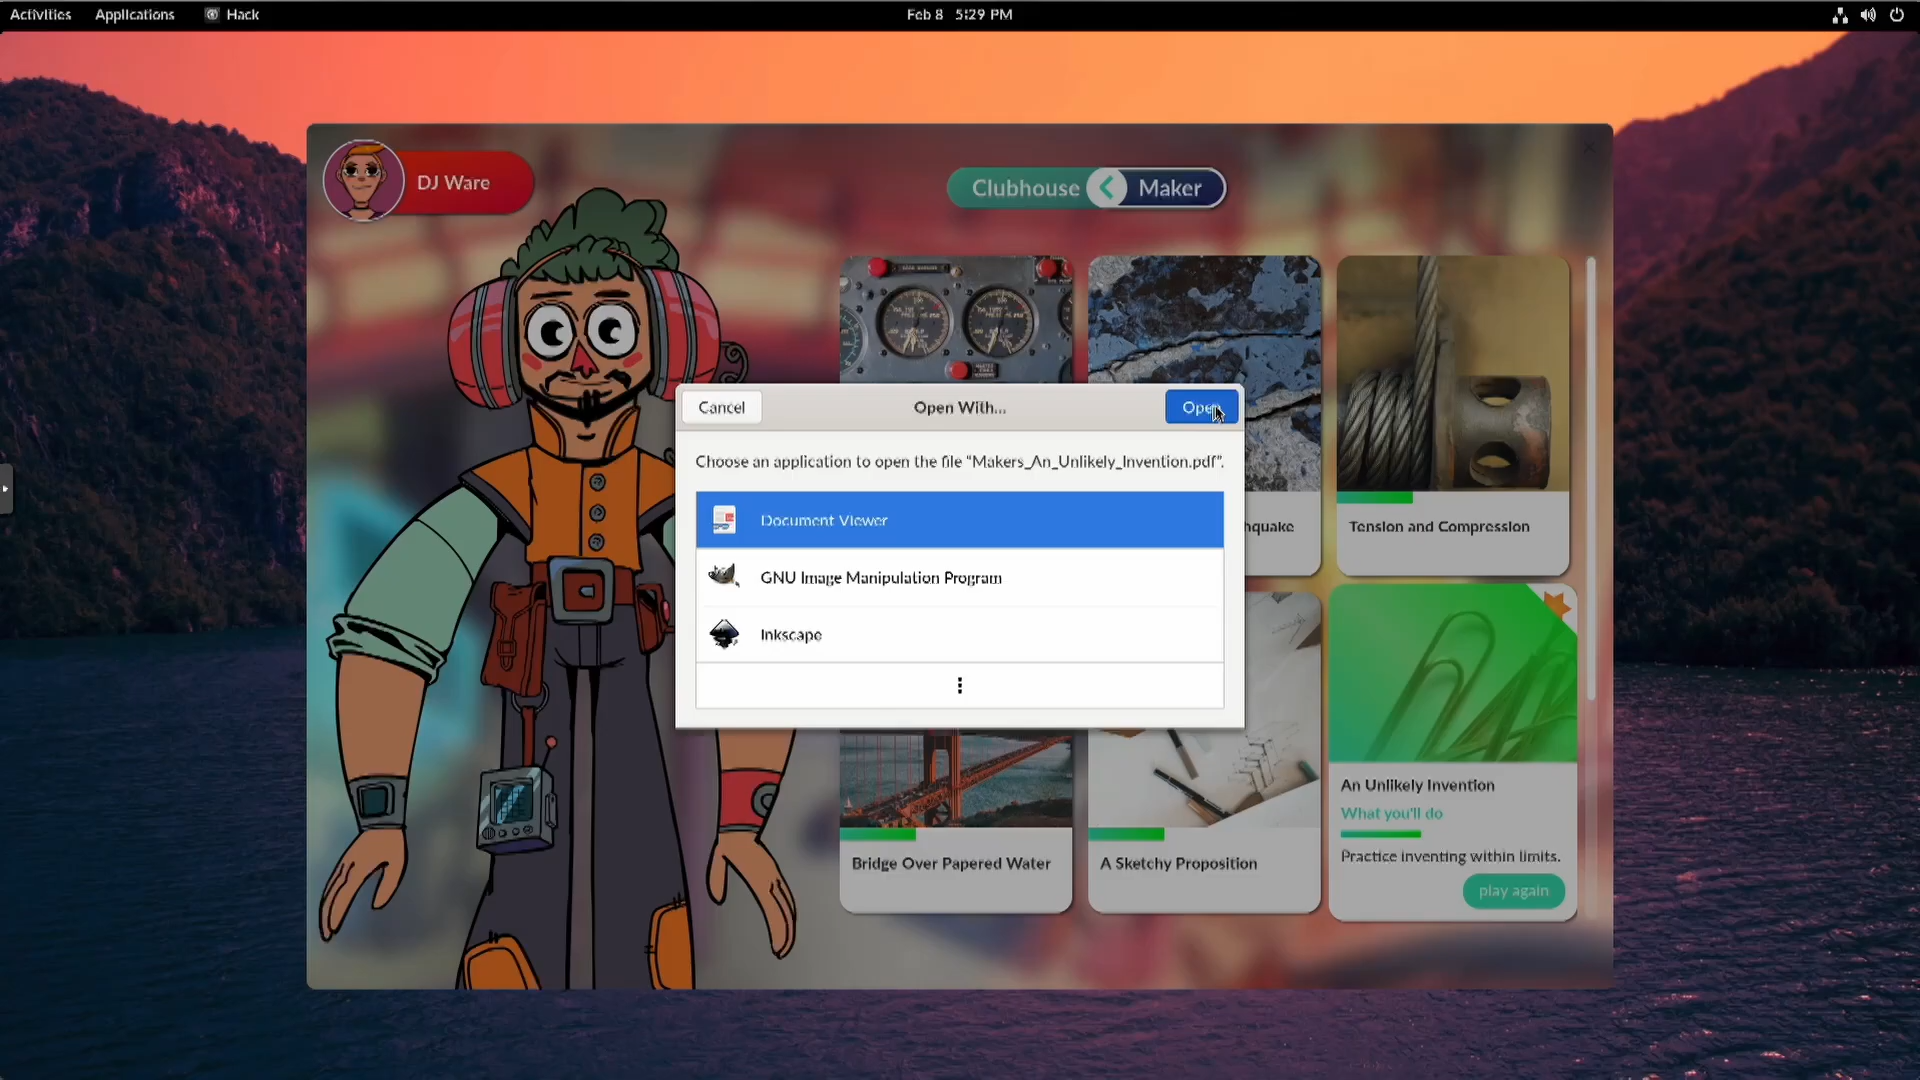 Activities Applications Hack Feb 8 5:29 PM
DJ Ware
Clubhouse Maker
Cancel Open With... Open
Choose an application to open the file “Makers_An_Unlikely_Invention.pdf”.
Document Viewer
GNU Image Manipulation Program
Inkscape
Tension and Compression
Bridge Over Papered Water
A Sketchy Proposition
An Unlikely Invention
What you'll do
Practice inventing within limits.
play again